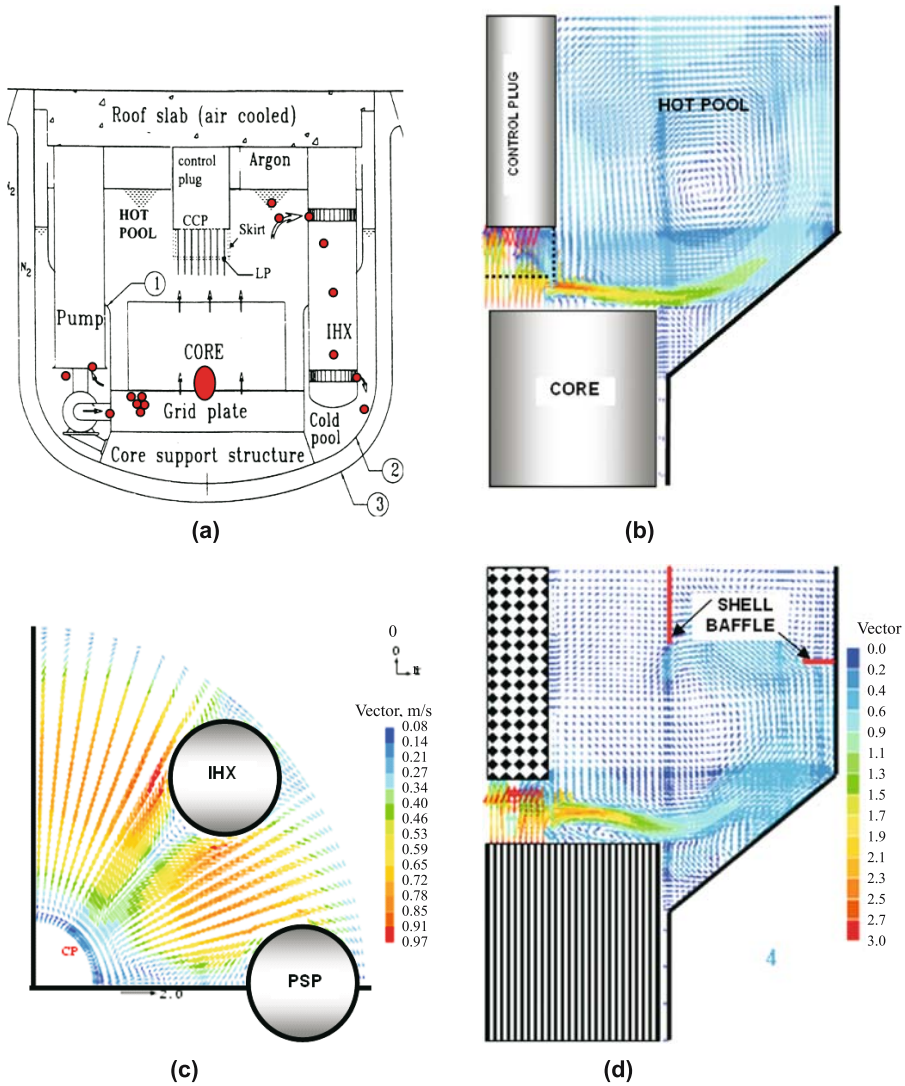 Roof slab (air cooled)
control
plug
Argon
CCP
HOT
POOL
Skirt
N2
LP
1
Pump
IHX
CORE
Grid plate
Cold
pool
Core support structure
2
3
(a)
CONTROL PLUG
HOT POOL
CORE
(b)
0
0
Vector, m/s
0.08
0.14
0.21
0.27
0.34
0.40
0.46
0.53
0.59
0.65
0.72
0.78
0.85
0.91
0.97
IHX
CP
PSP
2.0
(c)
SHELL
BAFFLE
Vector
0.0
0.2
0.4
0.6
0.9
1.1
1.3
1.5
1.7
1.9
2.1
2.3
2.5
2.7
3.0
4
(d)